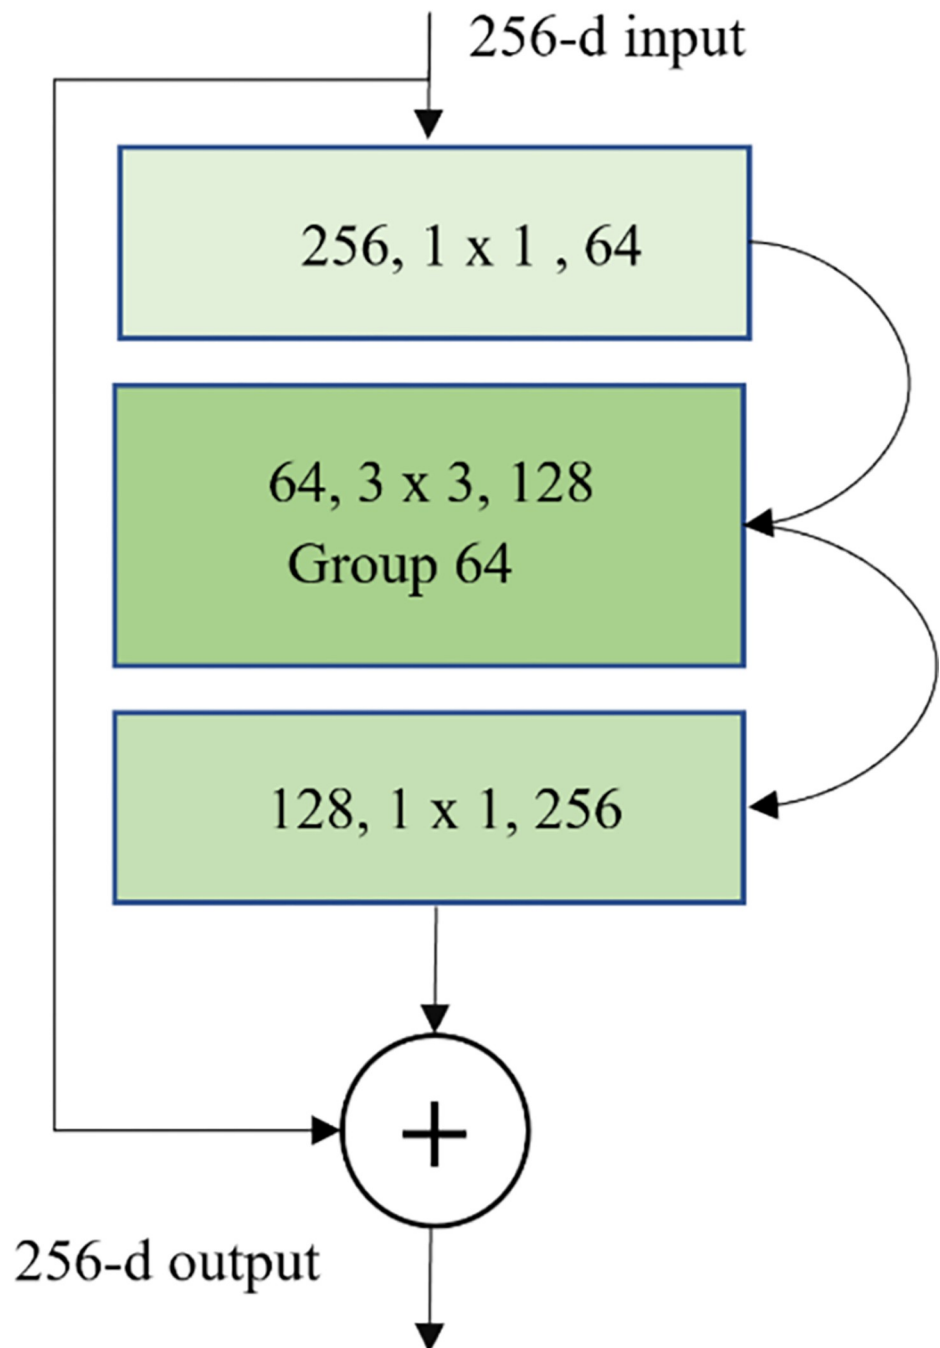 256-d input
256, 1 x 1 , 64
64, 3 x 3, 128
Group 64
128, 1 x 1, 256
+
256-d output